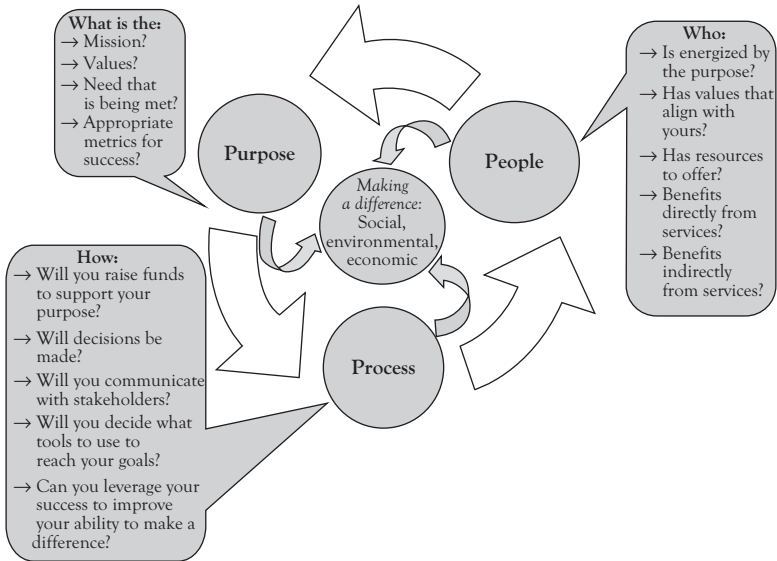 What is the:
→ Mission?
→ Values?
→ Need that
is being met?
→ Appropriate
metrics for
success?
Purpose
People
Who:
→ Is energized by
the purpose?
→ Has values that
align with
yours?
→ Has resources
to offer?
→ Benefits
directly from
services?
→ Benefits
indirectly
from services?
Making
a difference:
Social,
environmental,
economic
How:
→ Will you raise funds
to support your
purpose?
→ Will decisions be
made?
→ Will you communicate
with stakeholders?
→ Will you decide what
tools to use to
reach your goals?
→ Can you leverage your
success to improve
your ability to make a
difference?
Process